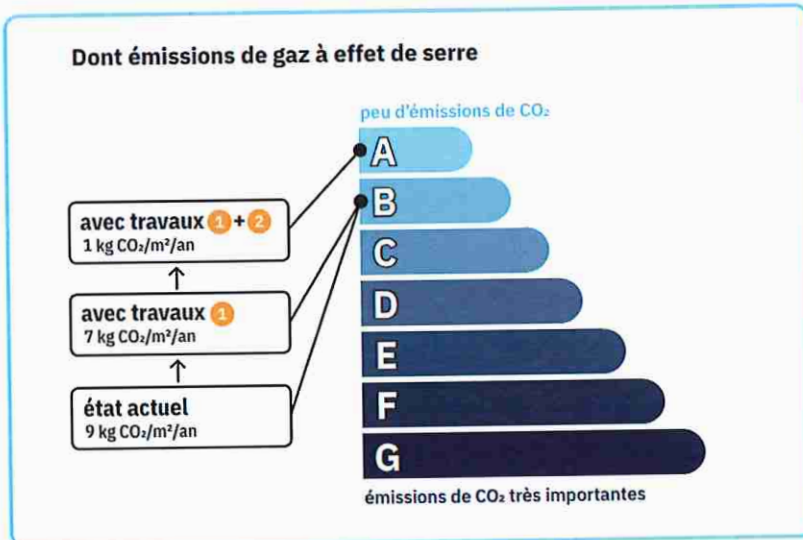 Dont émissions de gaz à effet de serre
peu d'émissions de CO₂
A
B
C
D
E
F
G
émissions de CO₂ très importantes
avec travaux 1 + 2
1 kg CO₂/m²/an
avec travaux 1
7 kg CO₂/m²/an
état actuel
9 kg CO₂/m²/an